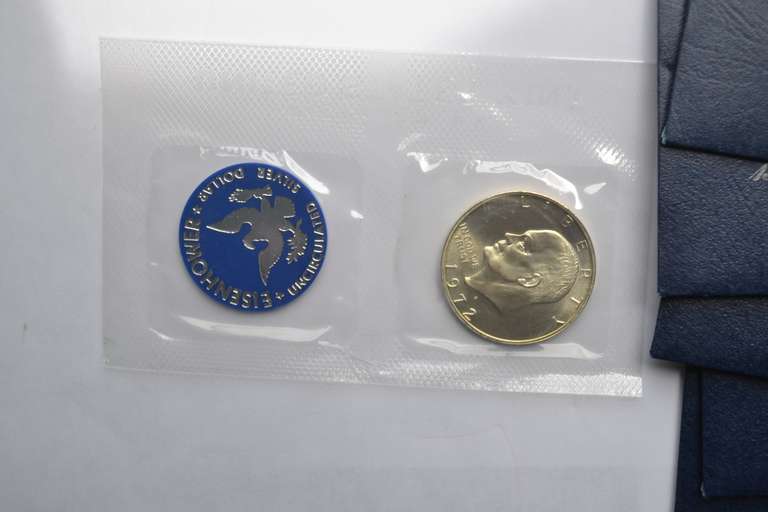 EISENHOWER
UNCIRCULATED SILVER DOLLAR
LIBERTY
IN GOD WE
TRUST
1972